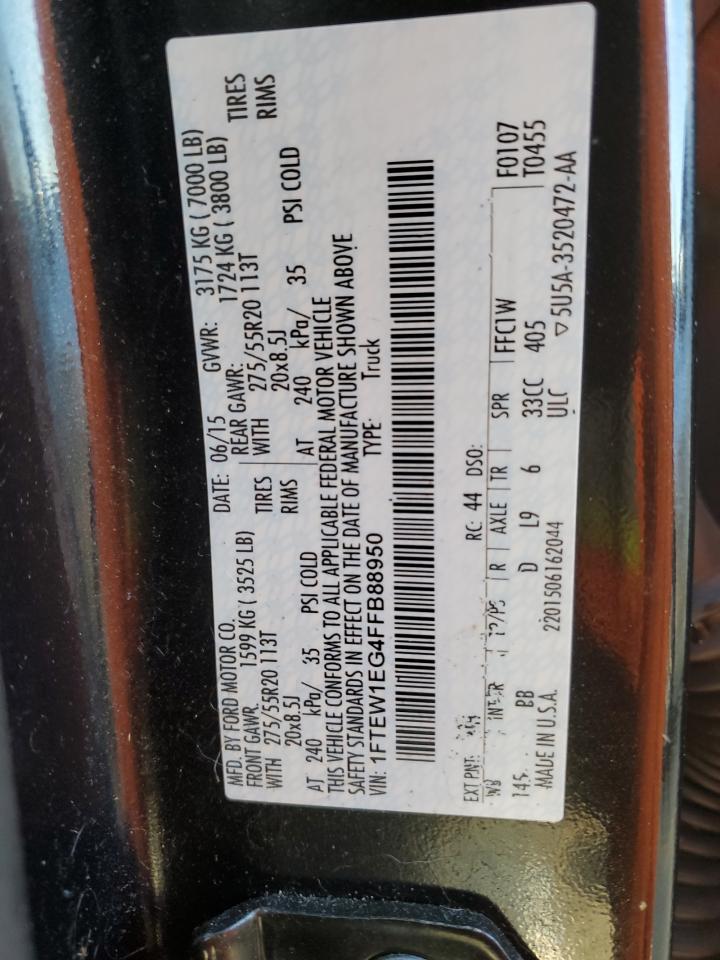 MFD. BY FORD MOTOR CO. DATE: 06/15 GVWR: 3175 KG ( 7000 LB)
FRONT GAWR: 1599 KG ( 3525 LB) REAR GAWR: 1724 KG ( 3800 LB)
WITH 275/55R20 113T TIRES WITH 275/55R20 113T TIRES
20x8.5J RIMS 20x8.5J RIMS
AT 240 kPa/ 35 PSI COLD AT 240 kPa/ 35 PSI COLD
THIS VEHICLE CONFORMS TO ALL APPLICABLE FEDERAL MOTOR VEHICLE
SAFETY STANDARDS IN EFFECT ON THE DATE OF MANUFACTURE SHOWN ABOVE
VIN: 1FTEW1EG4FFB88950 TYPE: Truck
EXT PNT: RC: 44 DSO: F0107
WB INT TR R AXLE TR SPR FFC1W T0455
145. BB D L9 6 33CC 405
MADE IN U.S.A. 2201506162044 ULC ▽5U5A-3520472-AA